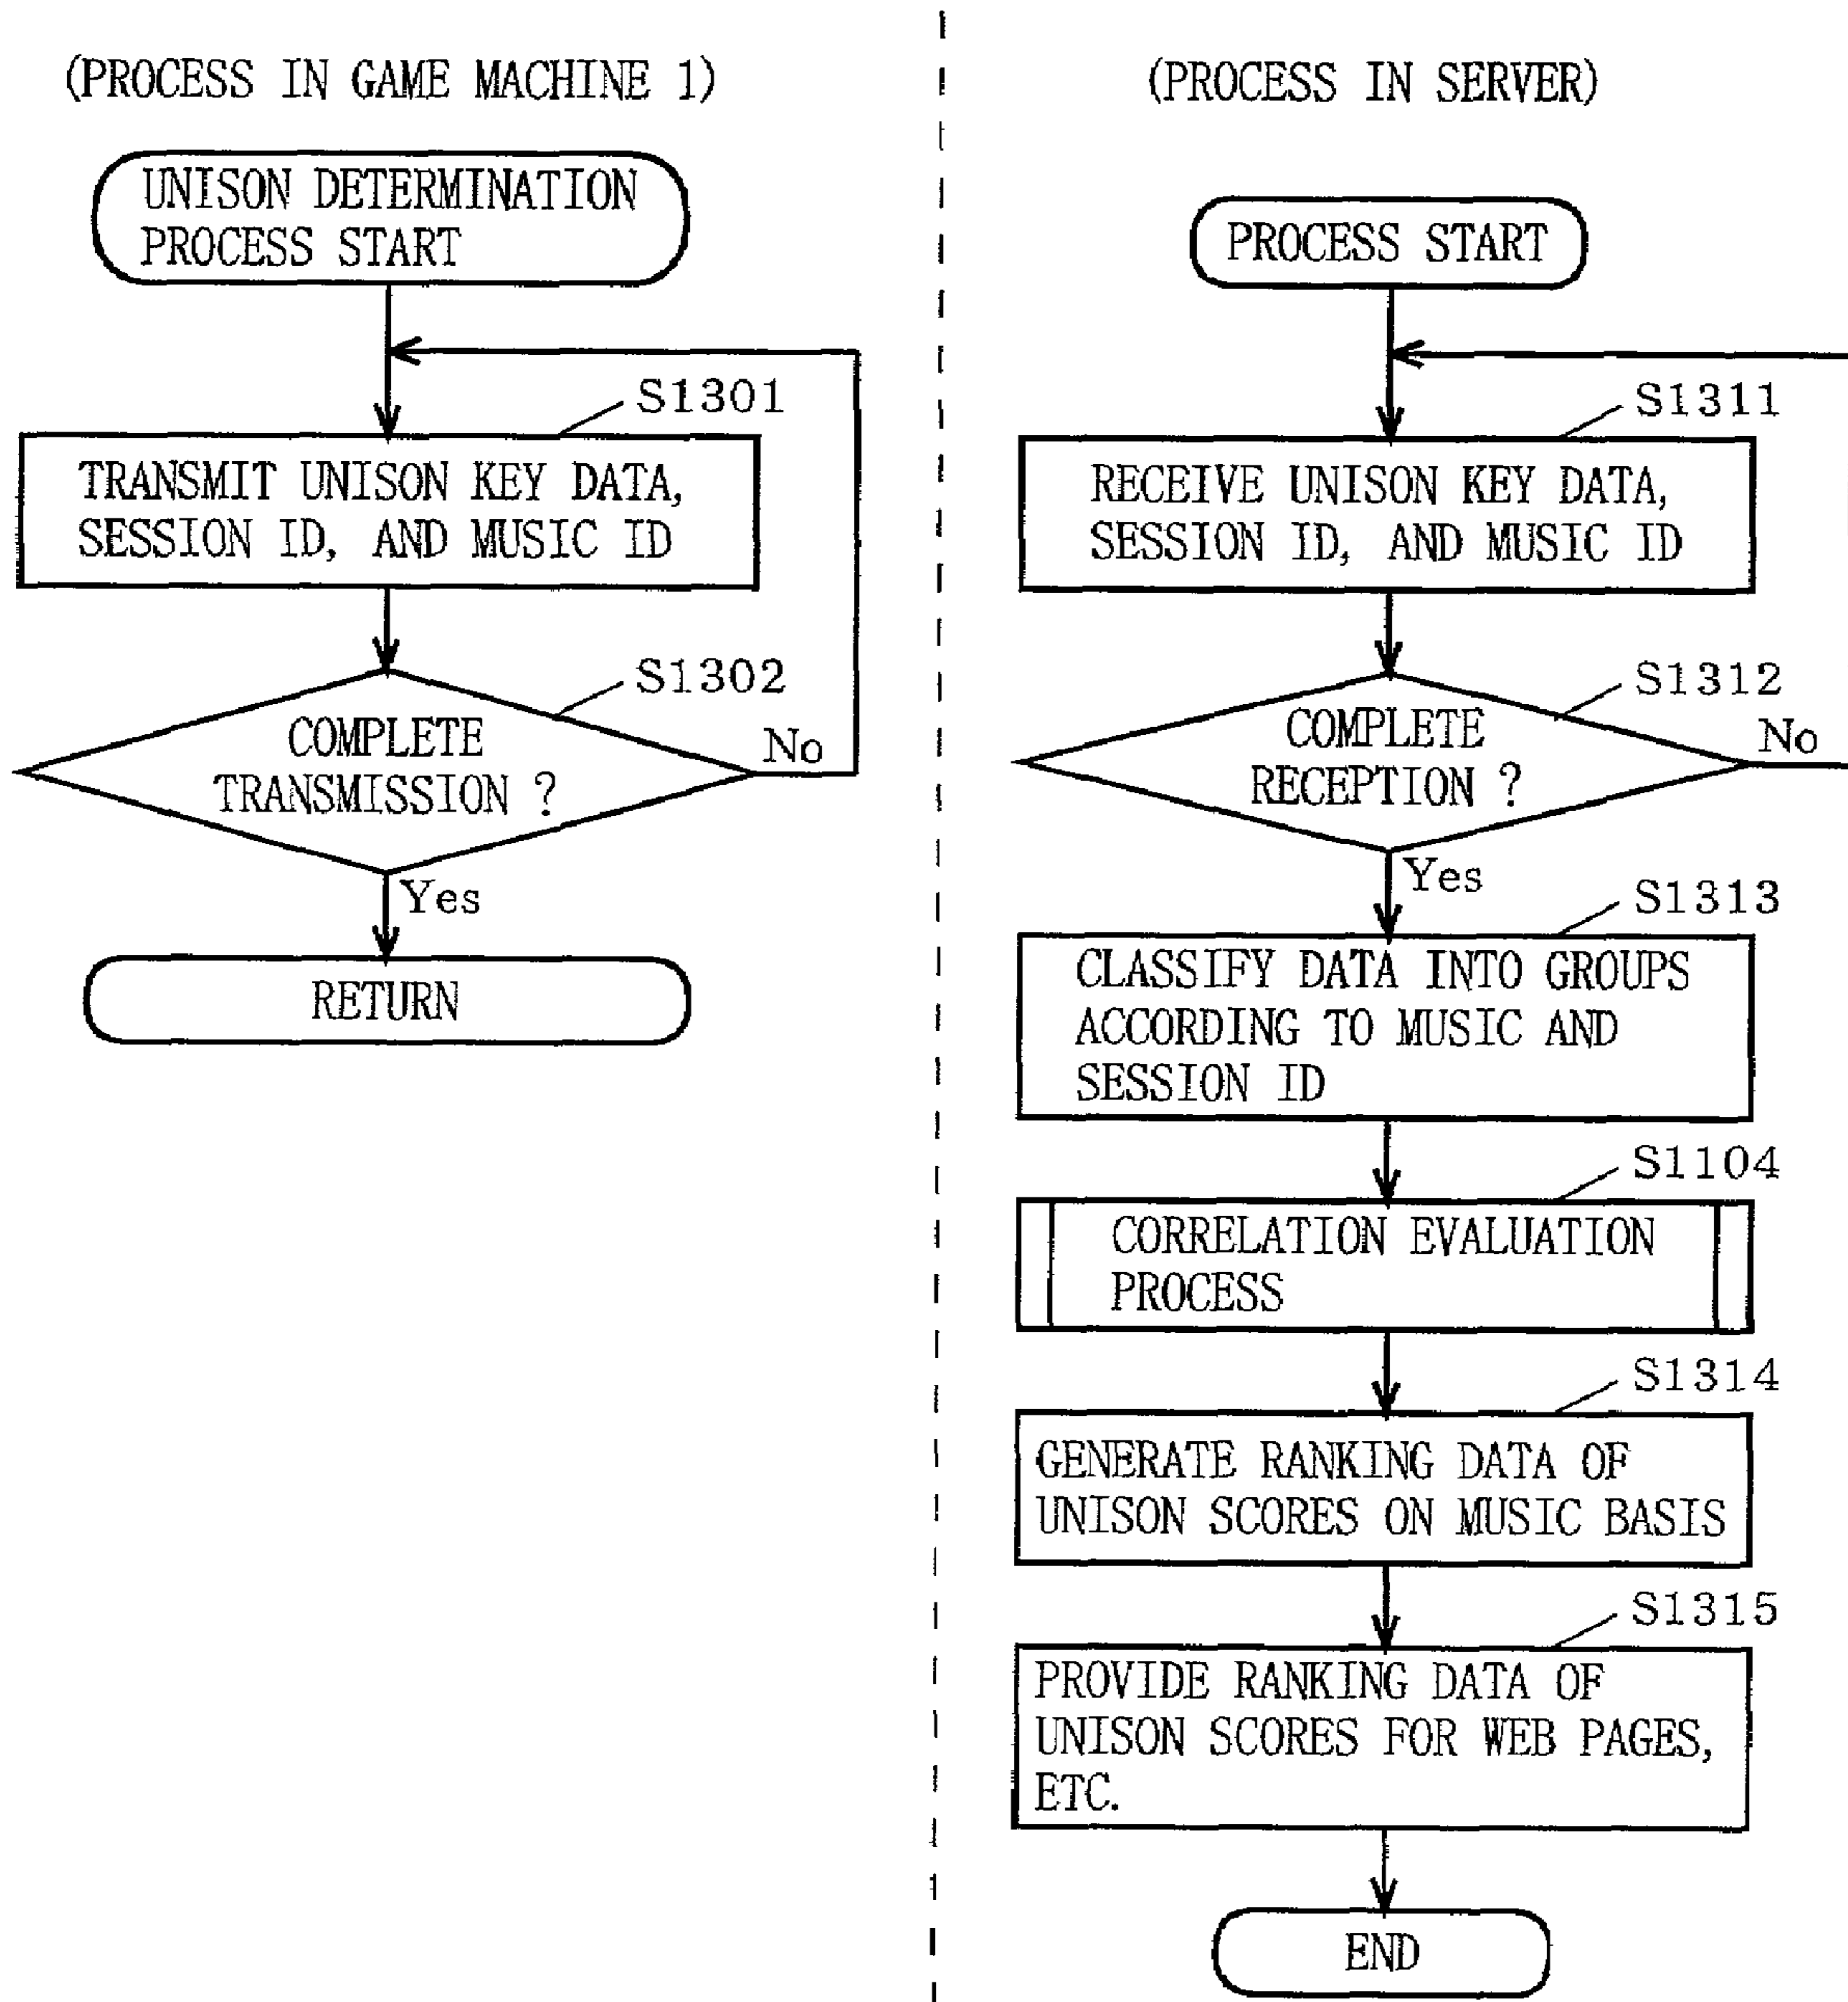 (PROCESS IN GAME MACHINE 1)
UNISON DETERMINATION
PROCESS START
S1301
TRANSMIT UNISON KEY DATA,
SESSION ID, AND MUSIC ID
S1302
COMPLETE
TRANSMISSION ?
No
Yes
RETURN
(PROCESS IN SERVER)
PROCESS START
S1311
RECEIVE UNISON KEY DATA,
SESSION ID, AND MUSIC ID
S1312
COMPLETE
RECEPTION ?
No
Yes
S1313
CLASSIFY DATA INTO GROUPS
ACCORDING TO MUSIC AND
SESSION ID
S1104
CORRELATION EVALUATION
PROCESS
S1314
GENERATE RANKING DATA OF
UNISON SCORES ON MUSIC BASIS
S1315
PROVIDE RANKING DATA OF
UNISON SCORES FOR WEB PAGES,
ETC.
END